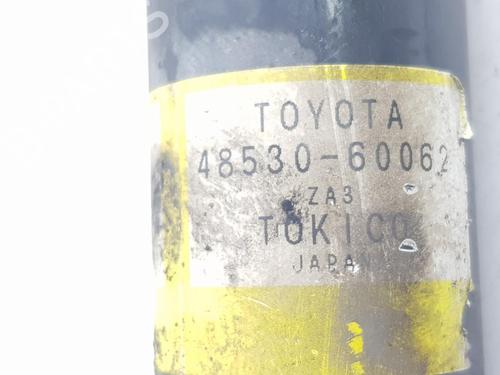 TOYOTA
48530-60062
ZA3
TOKICO
JAPAN